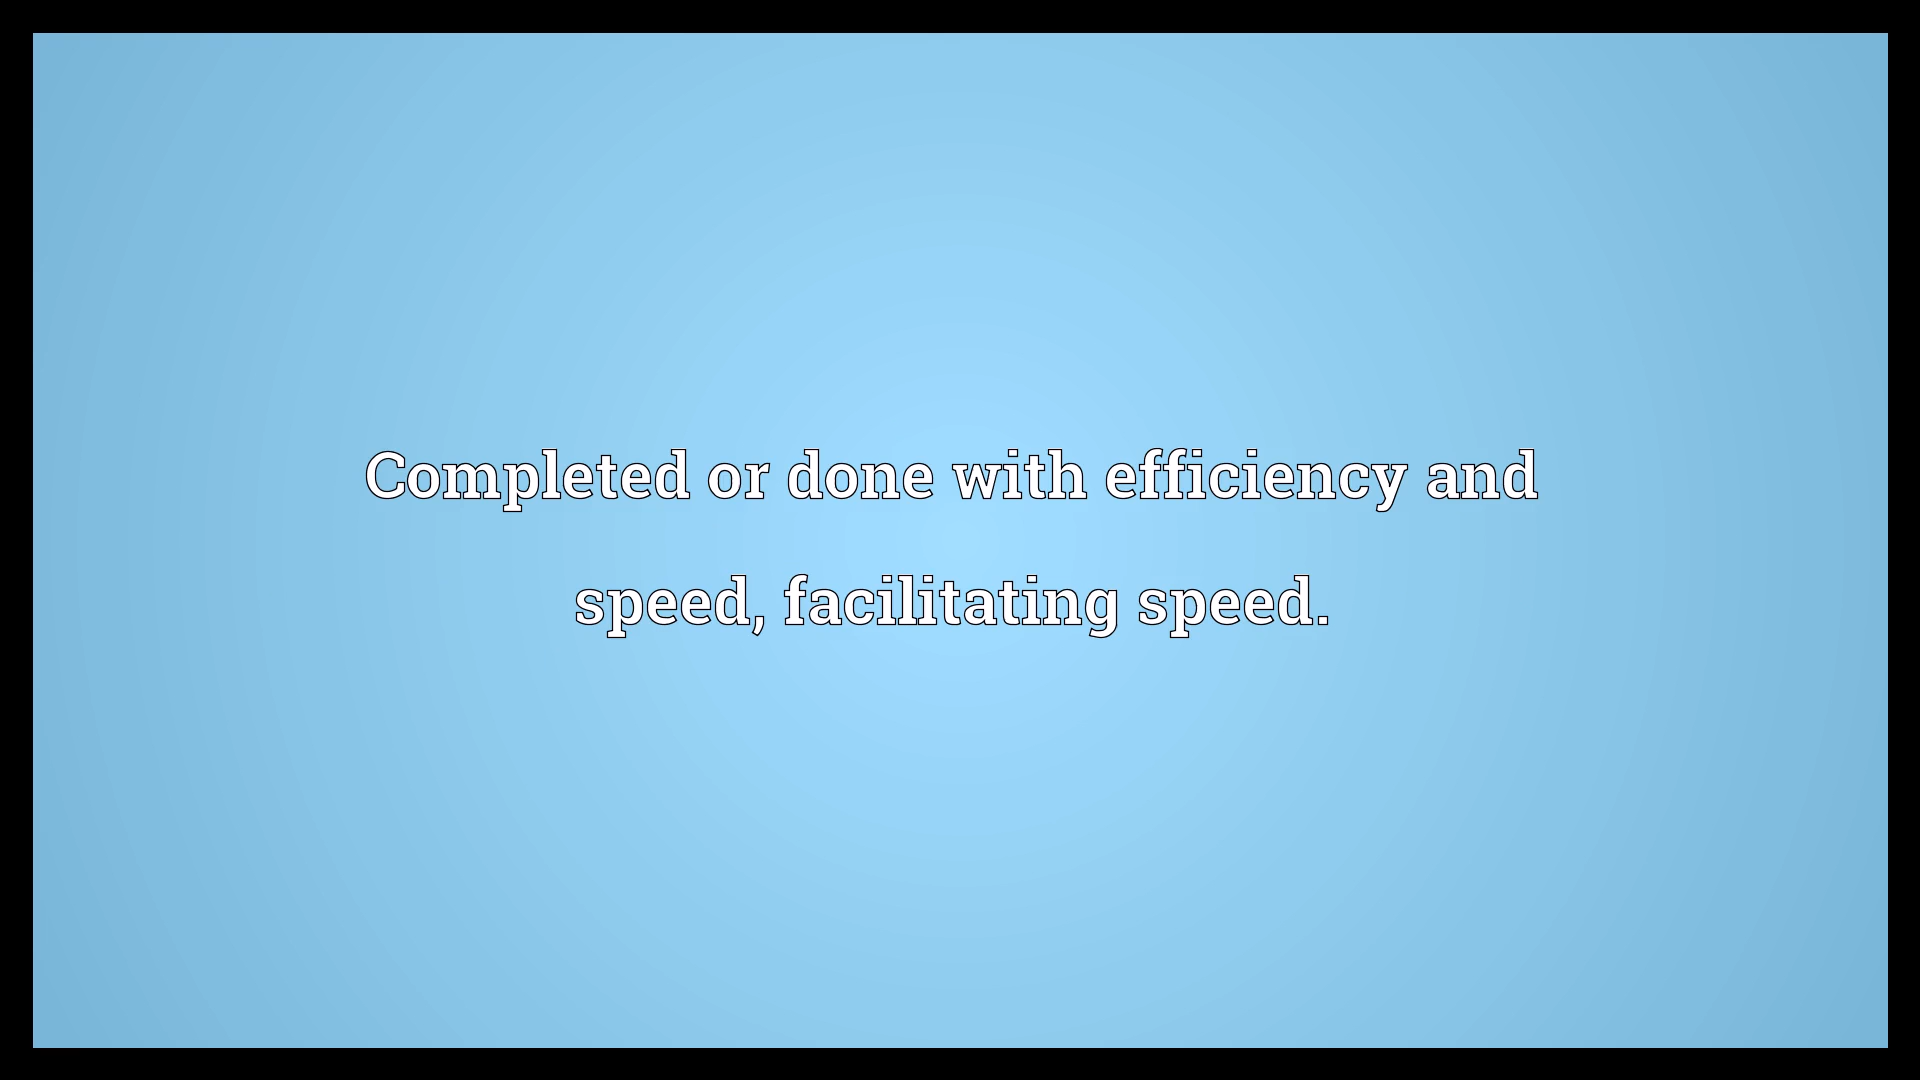 Completed or done with efficiency and
speed, facilitating speed.